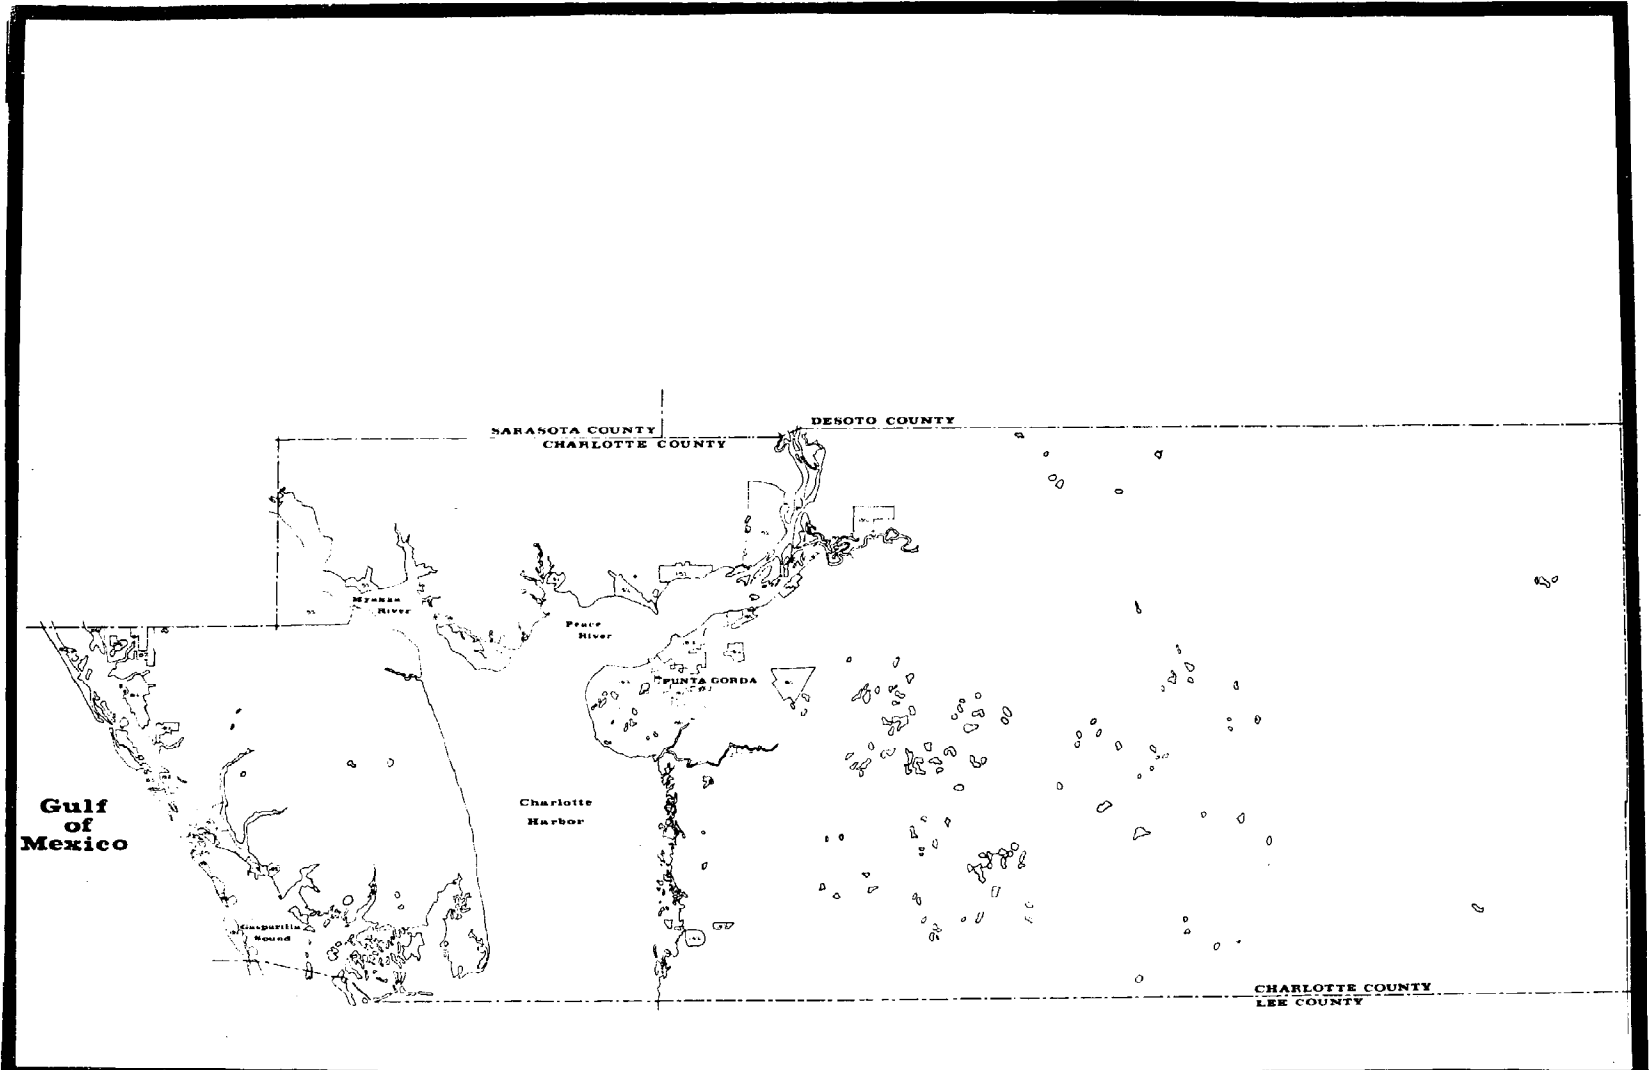 DESOTO COUNTY
SARASOTA COUNTY
CHARLOTTE COUNTY
Myakka
River
Peace
River
PUNTA GORDA
Gulf
of
Mexico
Charlotte
Harbor
Gasparilla
Sound
CHARLOTTE COUNTY
LEE COUNTY